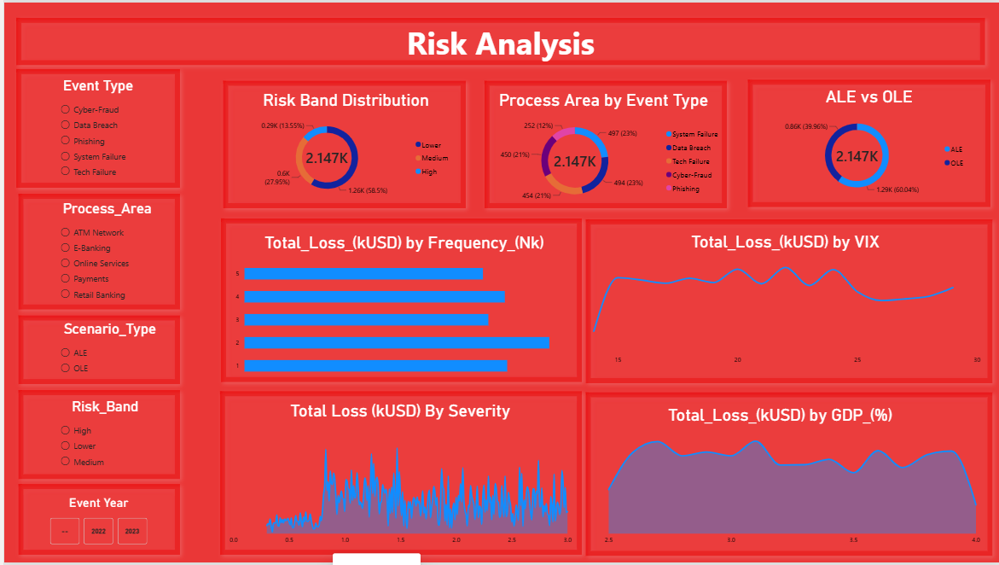 Risk Analysis
Event Type
Cyber-Fraud
Data Breach
Phishing
System Failure
Tech Failure
Process_Area
ATM Network
E-Banking
Online Services
Payments
Retail Banking
Scenario_Type
ALE
OLE
Risk_Band
High
Lower
Medium
Event Year
--
2022
2023
Risk Band Distribution
0.29K (13.55%)
2.147K
0.6K
(27.95%)
1.26K (58.5%)
Lower
Medium
High
Process Area by Event Type
252 (12%)
497 (23%)
450 (21%)
2.147K
494 (23%)
454 (21%)
System Failure
Data Breach
Tech Failure
Cyber-Fraud
Phishing
ALE vs OLE
0.86K (39.96%)
2.147K
1.29K (60.04%)
ALE
OLE
Total_Loss_(kUSD) by Frequency_(Nk)
5
4
3
2
1
Total_Loss_(kUSD) by VIX
15 20 25 30
Total Loss (kUSD) By Severity
0.0 0.5 1.0 1.5 2.0 2.5 3.0
Total_Loss_(kUSD) by GDP_(%)
2.5 3.0 3.5 4.0